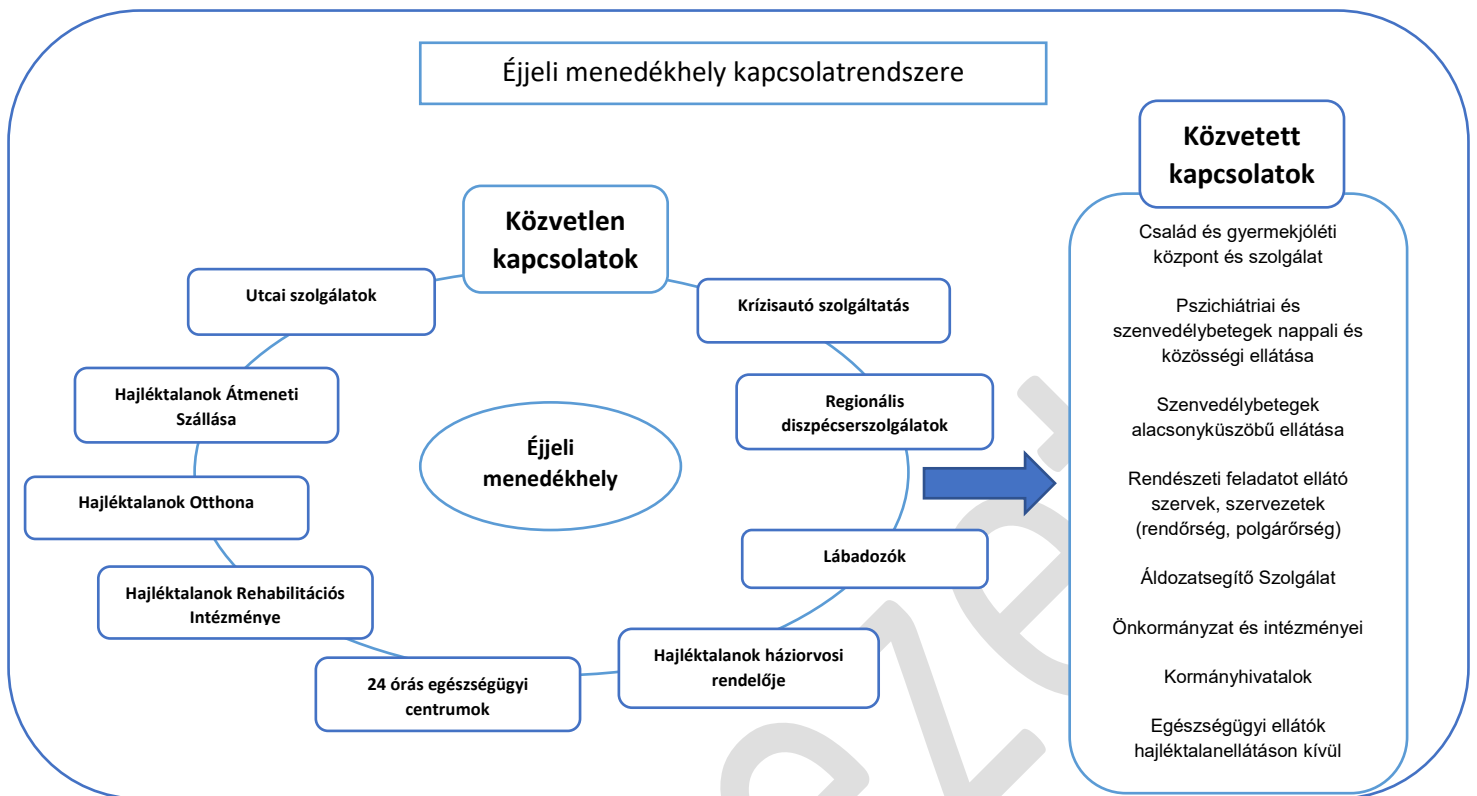 Éjjeli menedékhely kapcsolatrendszere
Közvetlen
kapcsolatok
Utcai szolgálatok
Krízisautó szolgáltatás
Hajléktalanok Átmeneti
Szállása
Regionális
diszpécserszolgálatok
Éjjeli
menedékhely
Hajléktalanok Otthona
Lábadozók
Hajléktalanok Rehabilitációs
Intézménye
Hajléktalanok háziorvosi
rendelője
24 órás egészségügyi
centrumok
Közvetett
kapcsolatok
Család és gyermekjóléti
központ és szolgálat
Pszichiátriai és
szenvedélybetegek nappali és
közösségi ellátása
Szenvedélybetegek
alacsonyküszöbű ellátása
Rendészeti feladatot ellátó
szervek, szervezetek
(rendőrség, polgárőrség)
Áldozatsegítő Szolgálat
Önkormányzat és intézményei
Kormányhivatalok
Egészségügyi ellátók
hajléktalanellátáson kívül